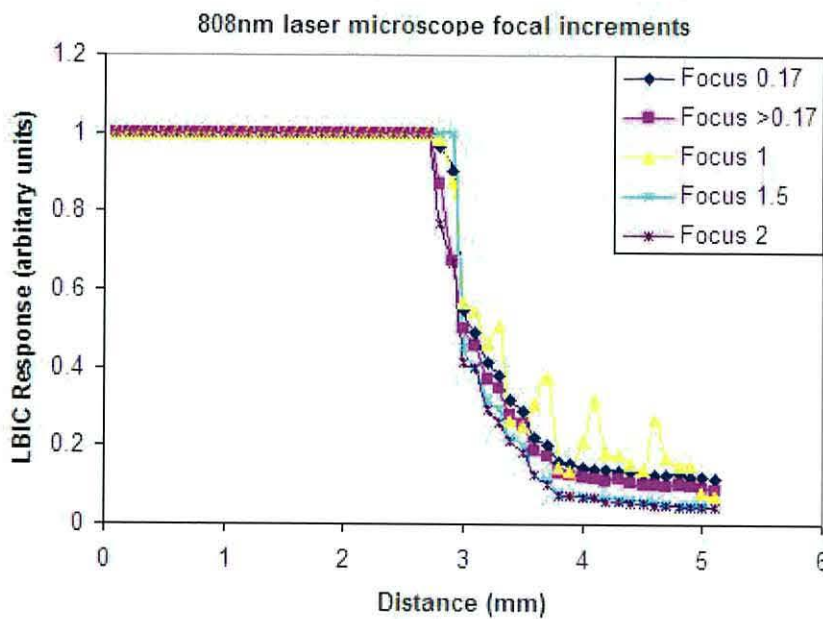 808nm laser microscope focal increments
1.2
1
0.8
0.6
0.4
0.2
0
0
1
2
3
4
5
6
LBIC Response (arbitary units)
Distance (mm)
Focus 0.17
Focus >0.17
Focus 1
Focus 1.5
Focus 2